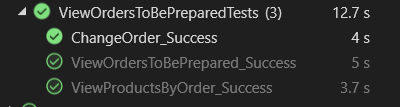 ViewOrdersToBePreparedTests (3) 12.7 s
ChangeOrder_Success 4 s
ViewOrdersToBePrepared_Success 5 s
ViewProductsByOrder_Success 3.7 s